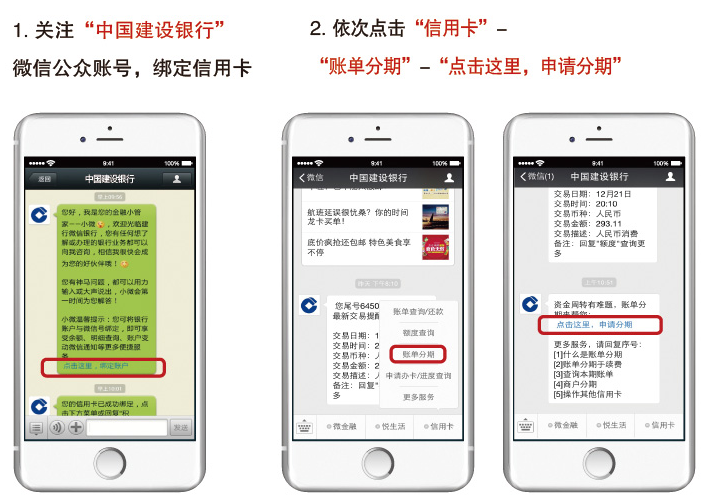 1. 关注“中国建设银行”
微信公众账号，绑定信用卡
2. 依次点击“信用卡”-
“账单分期”-“点击这里，申请分期”
9:41
100%
返回
中国建设银行
您好，我是您的金融小管
家一一小微，欢迎光临建
行微信银行，您有任何想了
解或办理的银行业务都可以
向我咨询，相信我很快会成
为您的好伙伴哦！
您有神马问题，都可以用力
输入或大声说出，小微会第
一时间为您解答！
小微温馨提示：您可将银行
账户与微信号绑定，即可享
受余额、明细查询、账户变
动微信通知等更多便捷服
务
点击这里，绑定账户
您的信用卡已成功绑定，点
击下方菜单或回复“积
发送
9:41
100%
微信
中国建设银行
航班延误很忧桑？你的时间
龙卡买单！
底价疯抢还包邮 特色美食享
不停
您尾号6450
最新交易提醒
交易日期：1
交易时间：2
交易币种：人
交易金额：2
交易描述：人
备注：回复
多
账单查询/还款
额度查询
账单分期
申请办卡/进度查询
更多服务
微金融
悦生活
信用卡
9:41
100%
微信(1)
中国建设银行
交易日期：12月21日
交易时间：20:10
交易币种：人民币
交易金额：293.11
交易描述：人民币消费
备注：回复"额度"查询更
多
资金周转有难题，账单分
期来帮您：
点击这里，申请分期
更多服务，请回复序号：
[1]什么是账单分期
[2]账单分期手续费
[3]查询本期账单
[4]商户分期
[5]操作其他信用卡
微金融
悦生活
信用卡